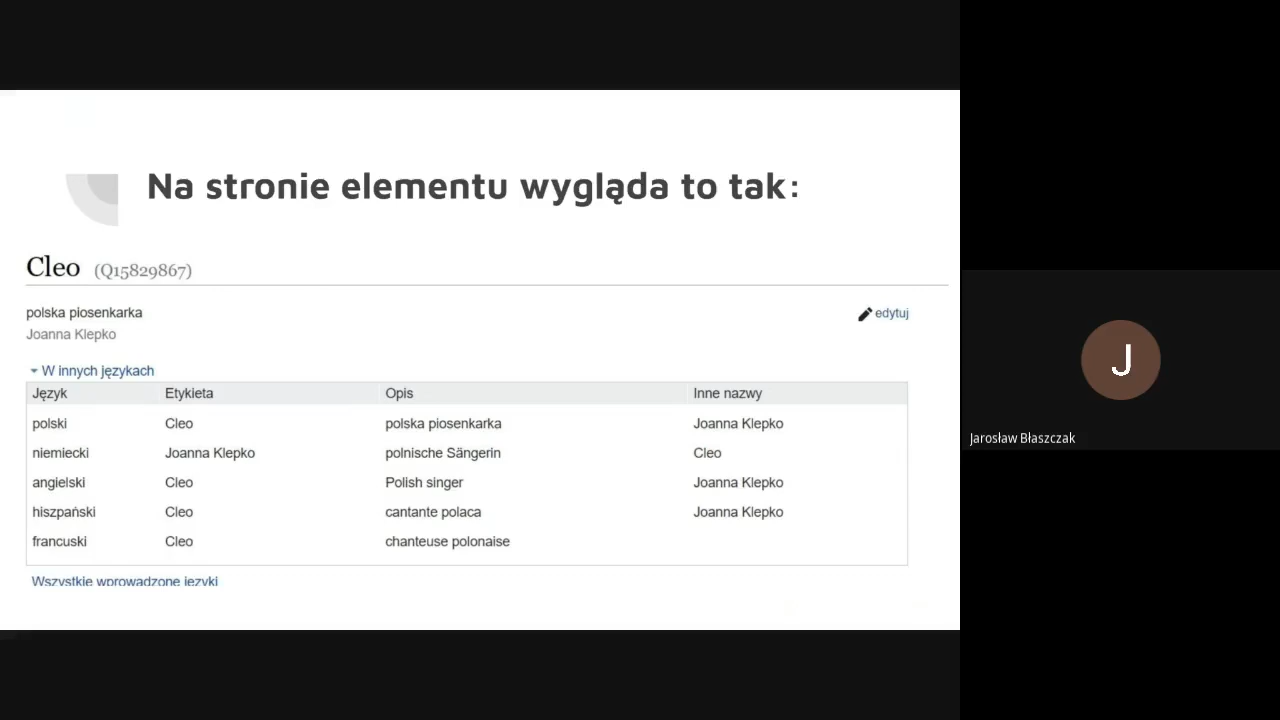 Na stronie elementu wygląda to tak:
Cleo (Q15829867)
polska piosenkarka
edytuj
Joanna Klepko
W innych językach
Język Etykieta Opis Inne nazwy
polski Cleo polska piosenkarka Joanna Klepko
niemiecki Joanna Klepko polnische Sängerin Cleo
angielski Cleo Polish singer Joanna Klepko
hiszpański Cleo cantante polaca Joanna Klepko
francuski Cleo chanteuse polonaise
Wszystkie wprowadzone języki
J
Jarosław Błaszczak